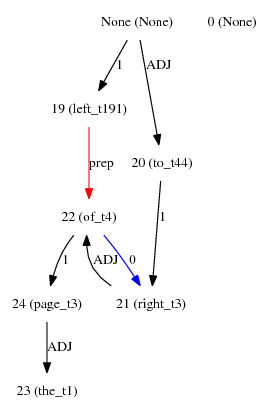 None (None) 0 (None)
1 ADJ
19 (left_t191)
prep 20 (to_t44)
22 (of_t4) 1
1 ADJ 0
24 (page_t3) 21 (right_t3)
ADJ
23 (the_t1)